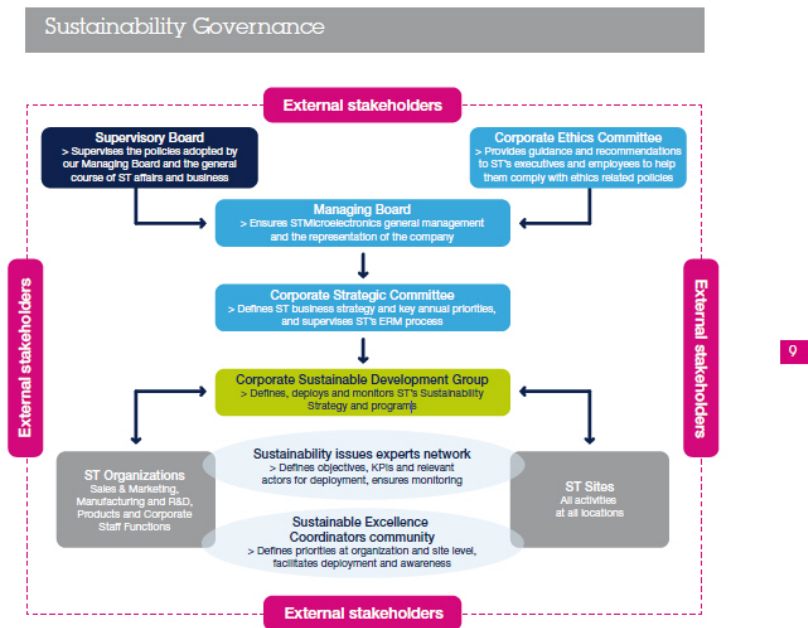 Sustainability Governance
External stakeholders
Supervisory Board
> Supervises the policies adopted by
our Managing Board and the general
course of ST affairs and business
Corporate Ethics Committee
> Provides guidance and recommendations
to ST's executives and employees to help
them comply with ethics related policies
Managing Board
> Ensures STMicroelectronics general management
and the representation of the company
External stakeholders
External stakeholders
Corporate Strategic Committee
> Defines ST business strategy and key annual priorities,
and supervises ST's ERM process
9
Corporate Sustainable Development Group
> Defines, deploys and monitors ST's Sustainability
Strategy and programs
Sustainability issues experts network
> Defines objectives, KPIs and relevant
actors for deployment, ensures monitoring
ST Organizations
Sales & Marketing,
Manufacturing and R&D,
Products and Corporate
Staff Functions
ST Sites
All activities
at all locations
Sustainable Excellence
Coordinators community
> Defines priorities at organization and site level,
facilitates deployment and awareness
External stakeholders